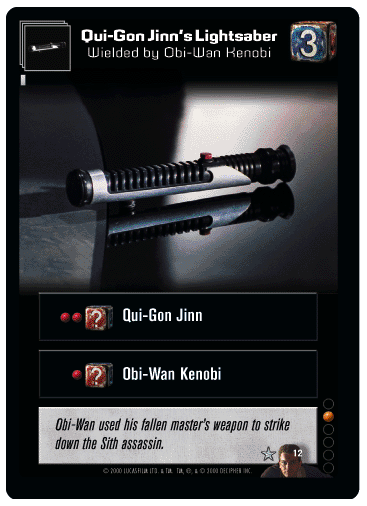 Qui-Gon Jinn's Lightsaber
Wielded by Obi-Wan Kenobi
3
? Qui-Gon Jinn
? Obi-Wan Kenobi
Obi-Wan used his fallen master's weapon to strike
down the Sith assassin.
12
© 2000 LUCASFILM LTD. & TM. TM, ®, & © 2000 DECIPHER INC.